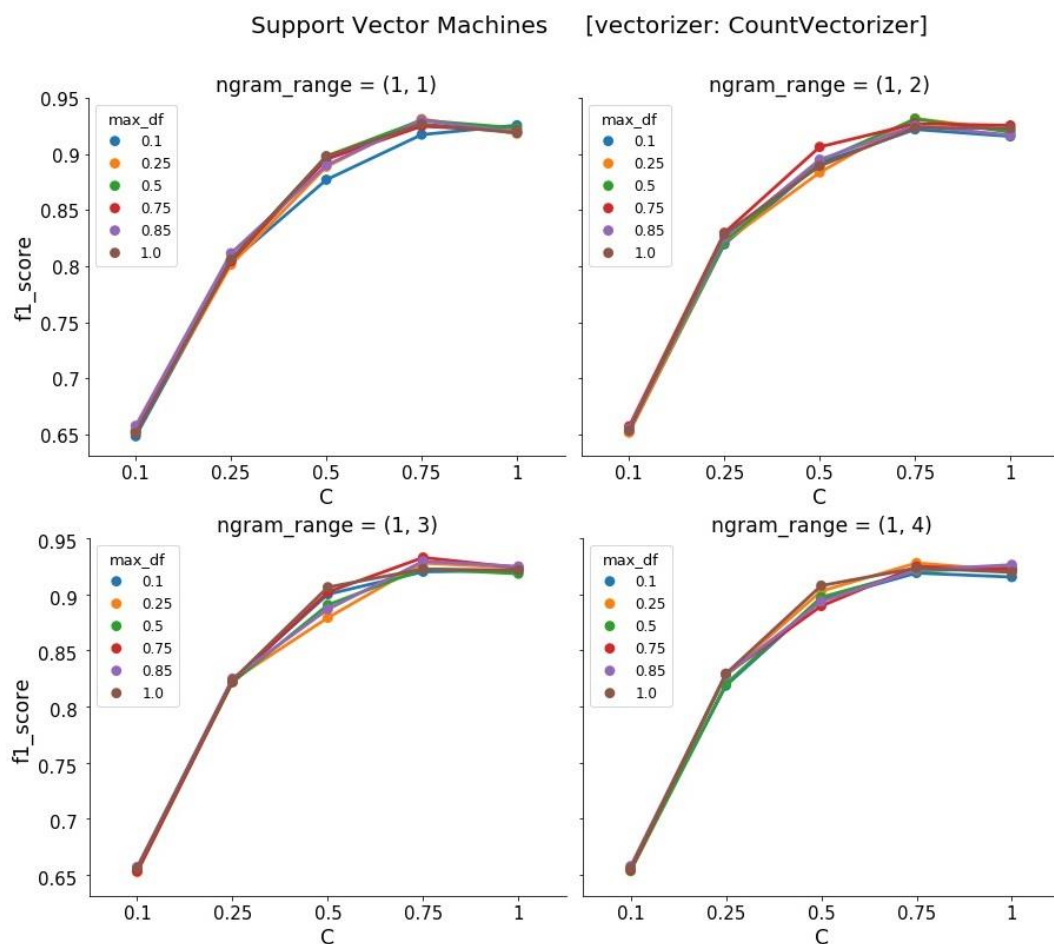 Support Vector Machines [vectorizer: CountVectorizer]
ngram_range = (1, 1)
0.95
0.9
0.85
0.8
0.75
0.7
0.65
f1_score
max_df
0.1
0.25
0.5
0.75
0.85
1.0
0.1 0.25 0.5 0.75 1
C
ngram_range = (1, 2)
max_df
0.1
0.25
0.5
0.75
0.85
1.0
0.1 0.25 0.5 0.75 1
C
ngram_range = (1, 3)
0.95
0.9
0.85
0.8
0.75
0.7
0.65
f1_score
max_df
0.1
0.25
0.5
0.75
0.85
1.0
0.1 0.25 0.5 0.75 1
C
ngram_range = (1, 4)
max_df
0.1
0.25
0.5
0.75
0.85
1.0
0.1 0.25 0.5 0.75 1
C